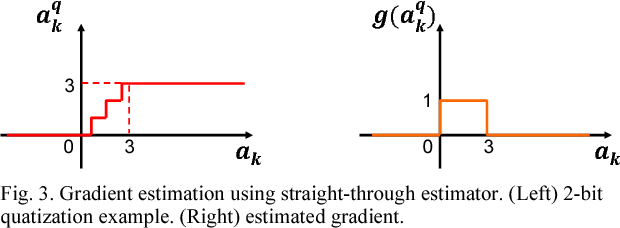 a_k^q
3
0
3
a_k
g(a_k^q)
1
0
3
a_k
Fig. 3. Gradient estimation using straight-through estimator. (Left) 2-bit
quatization example. (Right) estimated gradient.